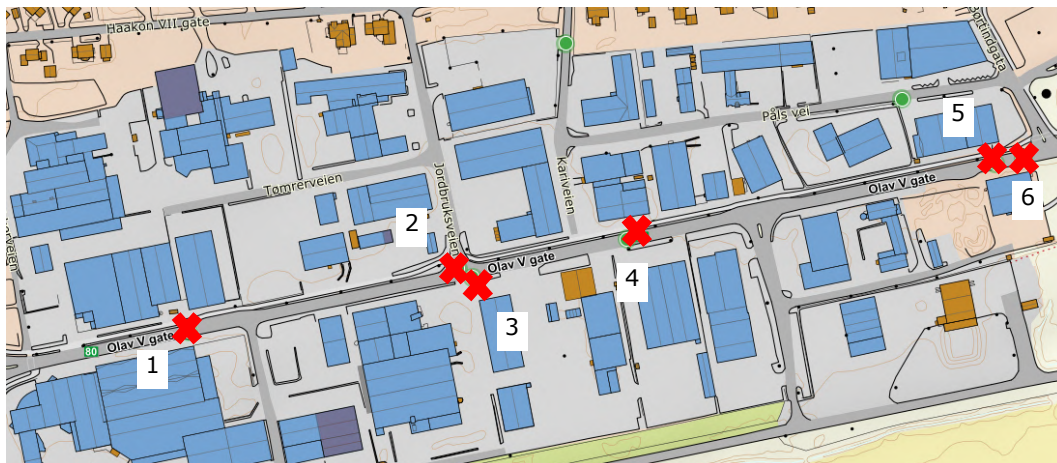 Haakon VII gate
Portindgata
5
Påls vei
Kariveien
Tømrerveien
Jordbruksveien
2
Olav V gate
6
Olav V gate
4
3
80
Olav V gate
1